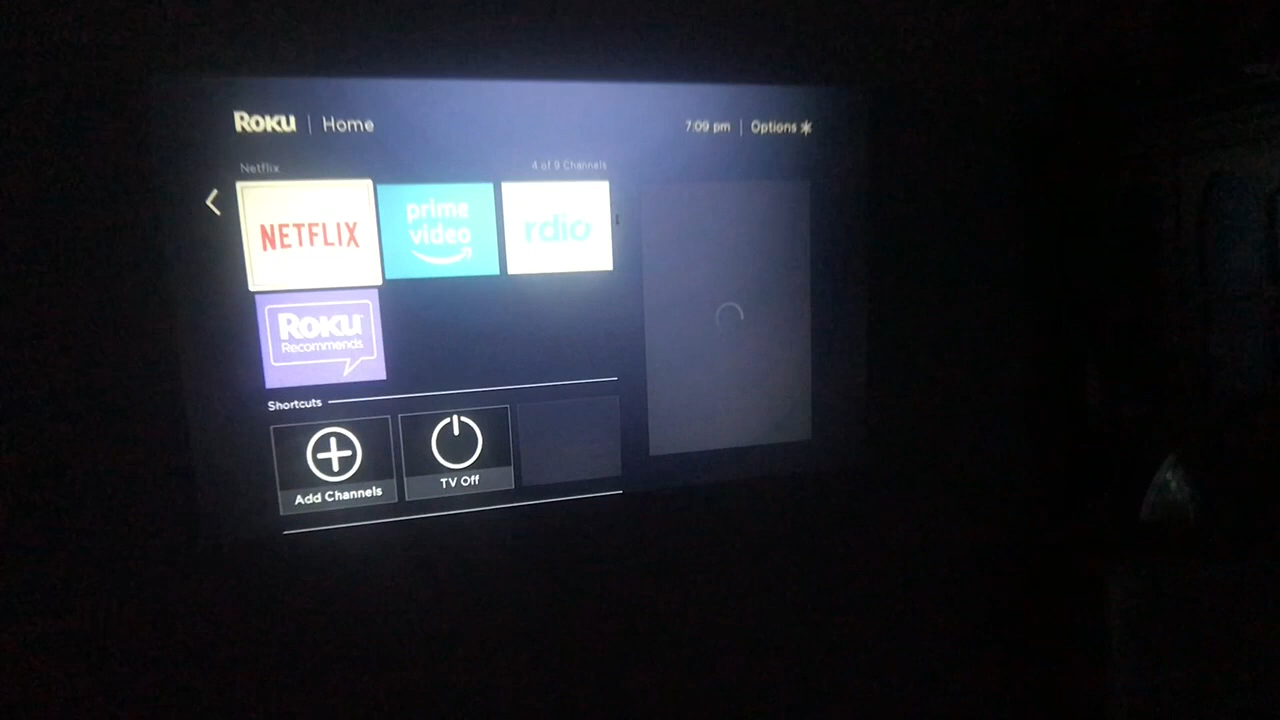 Roku | Home
7:09 pm | Options
Netflix
4 of 9 Channels
NETFLIX
prime video
rdio
Roku
Recommends
Shortcuts
Add Channels
TV Off